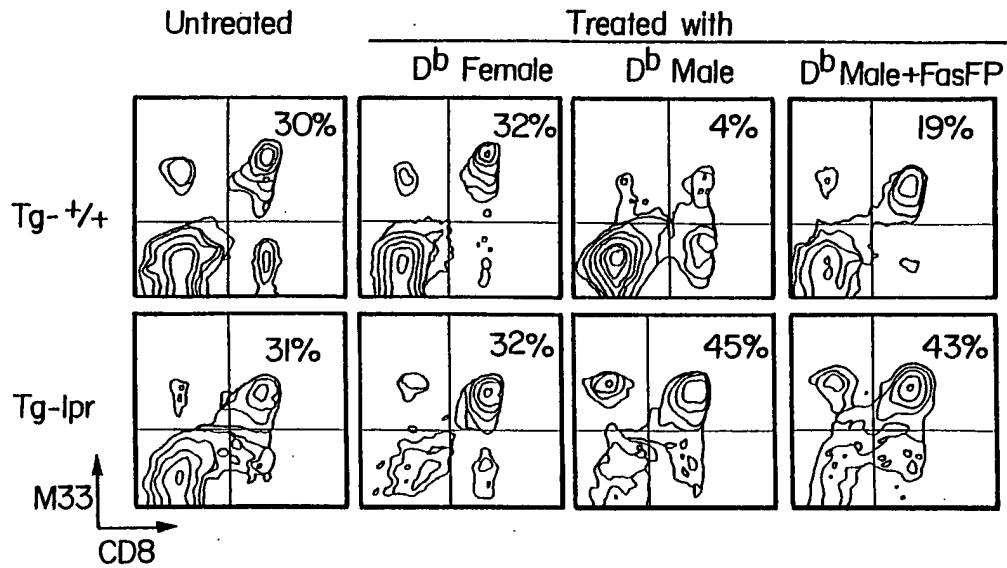 Untreated
Treated with
Dᵇ Female
Dᵇ Male
Dᵇ Male+FasFP
Tg-+/+
30%
32%
4%
19%
Tg-lpr
31%
32%
45%
43%
M33
CD8